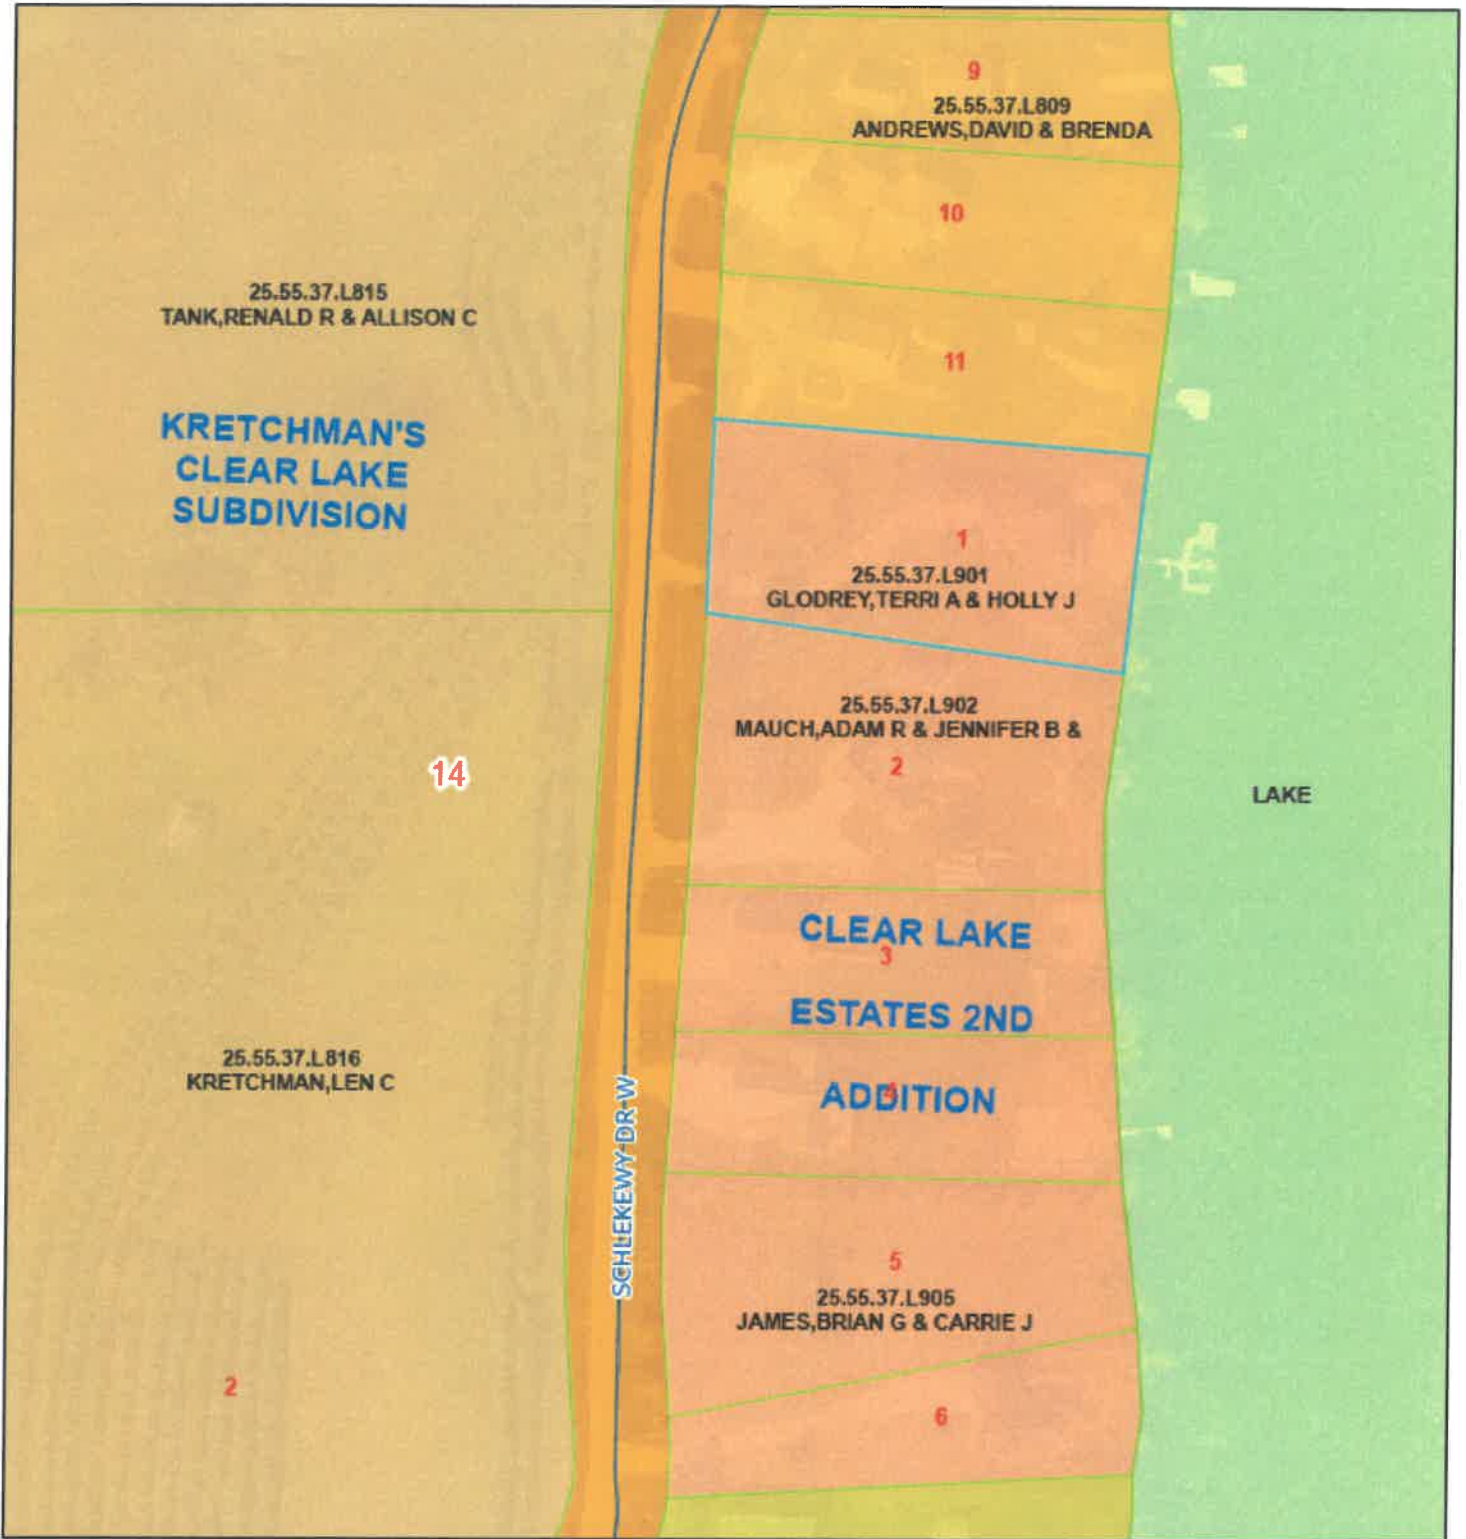 9
25.55.37.L809
ANDREWS,DAVID & BRENDA
10
25.55.37.L815
TANK,RENALD R & ALLISON C
11
KRETCHMAN'S
CLEAR LAKE
SUBDIVISION
1
25.55.37.L901
GLODREY,TERRI A & HOLLY J
25.55.37.L902
MAUCH,ADAM R & JENNIFER B &
2
14
LAKE
CLEAR LAKE
3
ESTATES 2ND
25.55.37.L816
KRETCHMAN,LEN C
4
ADDITION
SCHLEKEWY DR W
5
25.55.37.L905
JAMES,BRIAN G & CARRIE J
2
6